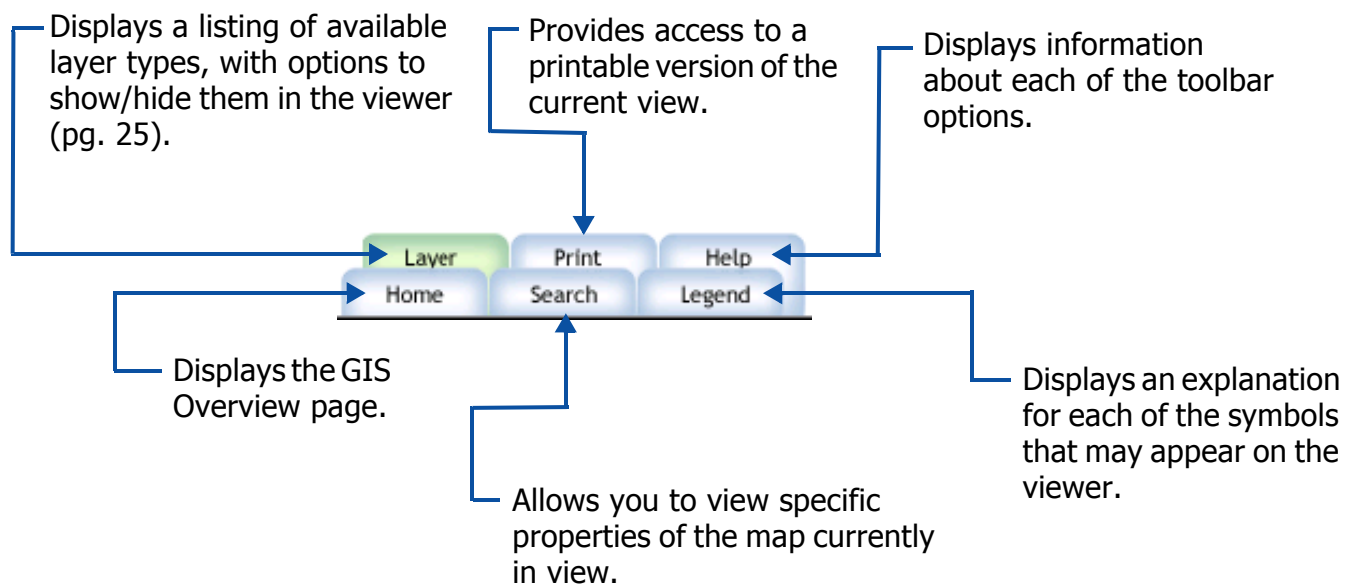 Displays a listing of available
layer types, with options to
show/hide them in the viewer
(pg. 25).
Provides access to a
printable version of the
current view.
Displays information
about each of the toolbar
options.
Layer
Print
Help
Home
Search
Legend
Displays the GIS
Overview page.
Allows you to view specific
properties of the map currently
in view.
Displays an explanation
for each of the symbols
that may appear on the
viewer.